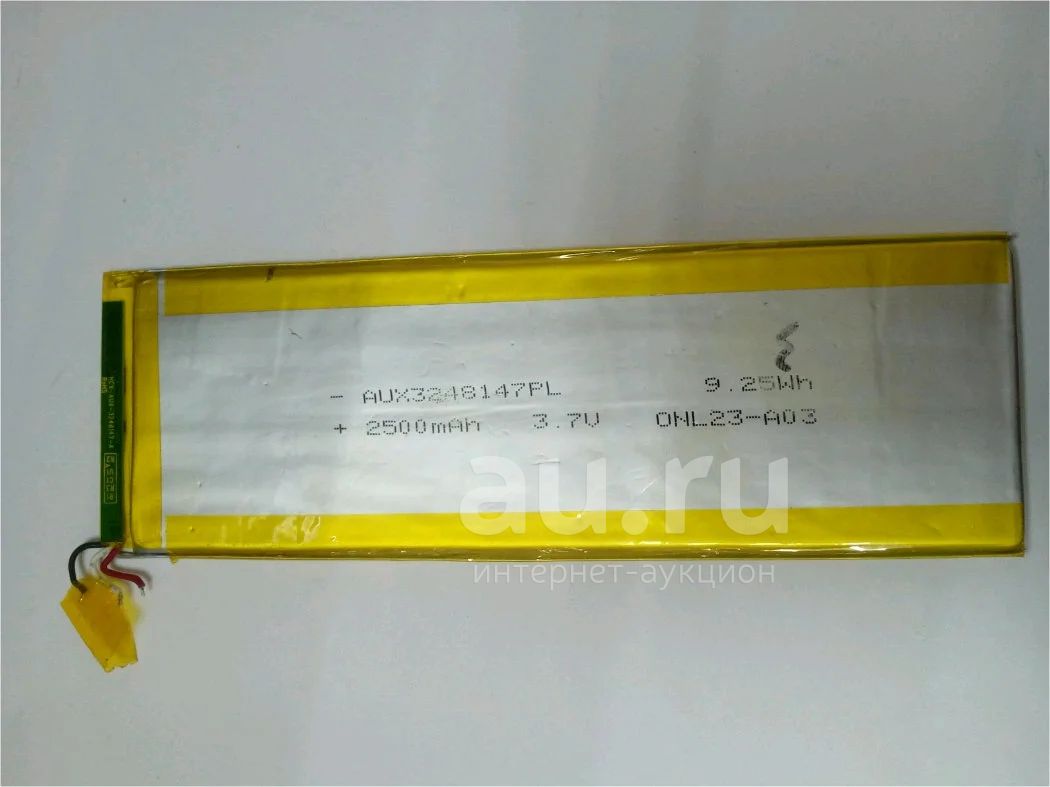 - AUX3248147PL 9.25Wh
+ 2500mAh 3.7V ONL23-A03
au.ru
интернет-аукцион